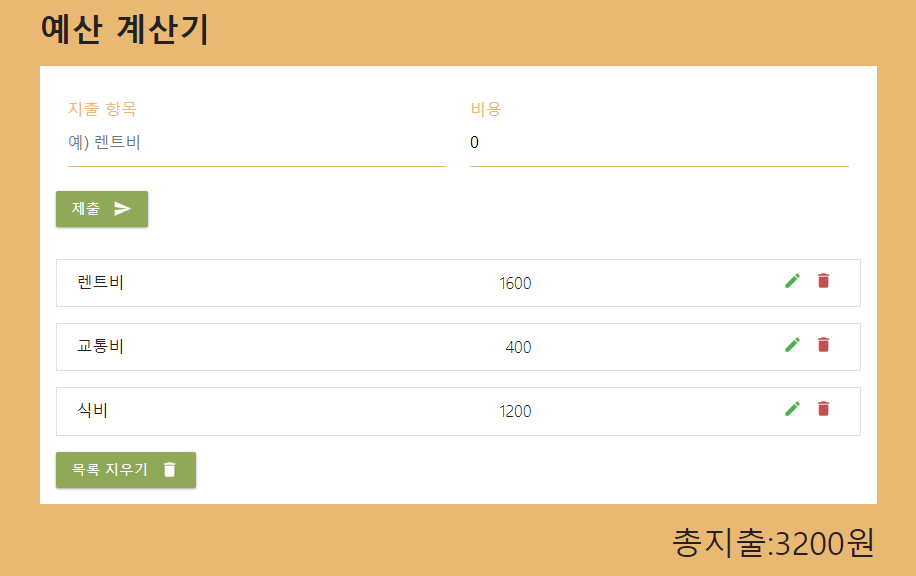 예산 계산기
지출 항목 비용
예) 렌트비 0
제출
렌트비 1600
교통비 400
식비 1200
목록 지우기
총지출:3200원